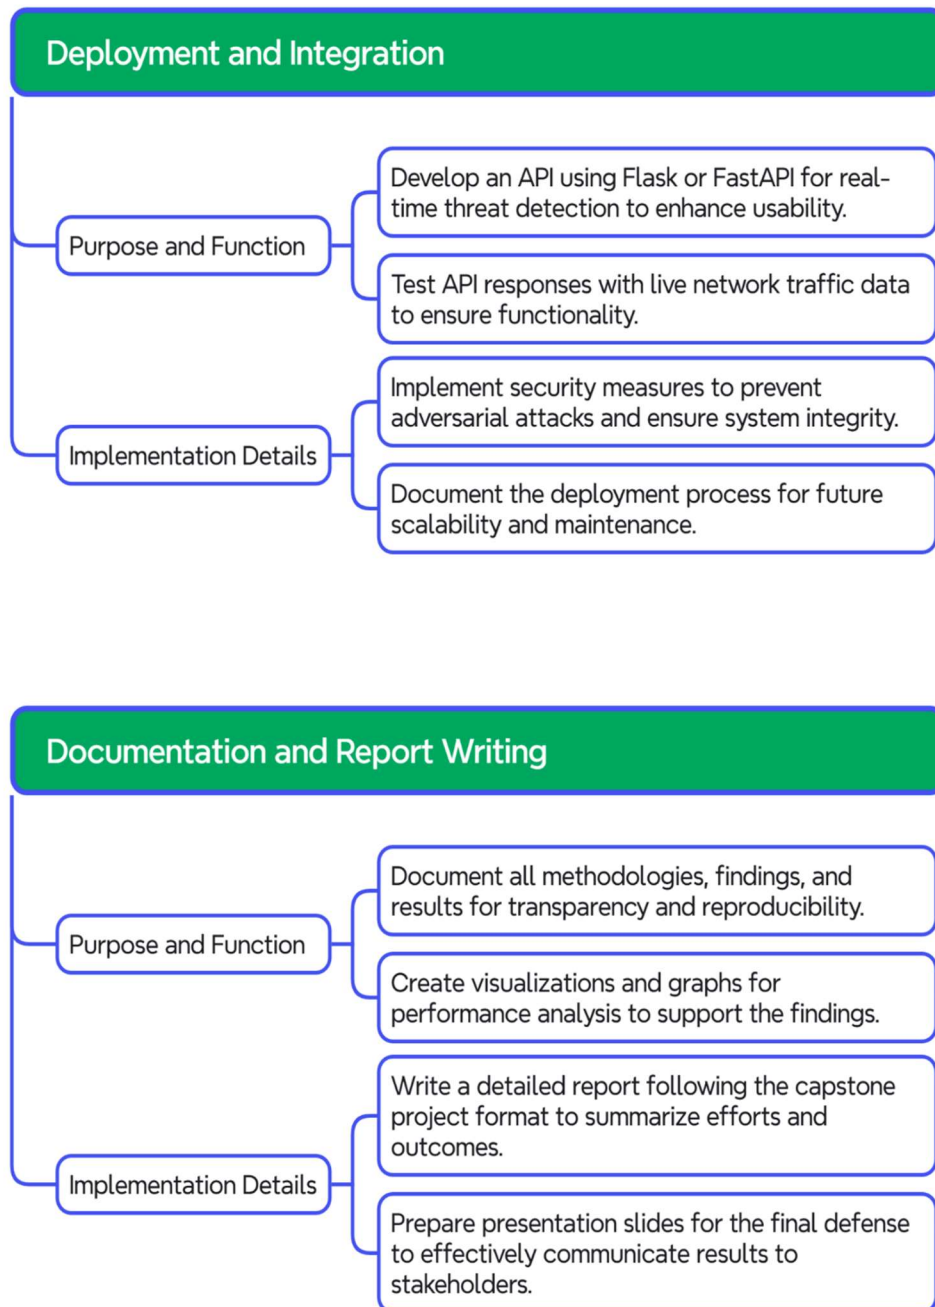 Deployment and Integration
Purpose and Function
Develop an API using Flask or FastAPI for real-
time threat detection to enhance usability.
Test API responses with live network traffic data
to ensure functionality.
Implementation Details
Implement security measures to prevent
adversarial attacks and ensure system integrity.
Document the deployment process for future
scalability and maintenance.
Documentation and Report Writing
Purpose and Function
Document all methodologies, findings, and
results for transparency and reproducibility.
Create visualizations and graphs for
performance analysis to support the findings.
Implementation Details
Write a detailed report following the capstone
project format to summarize efforts and
outcomes.
Prepare presentation slides for the final defense
to effectively communicate results to
stakeholders.